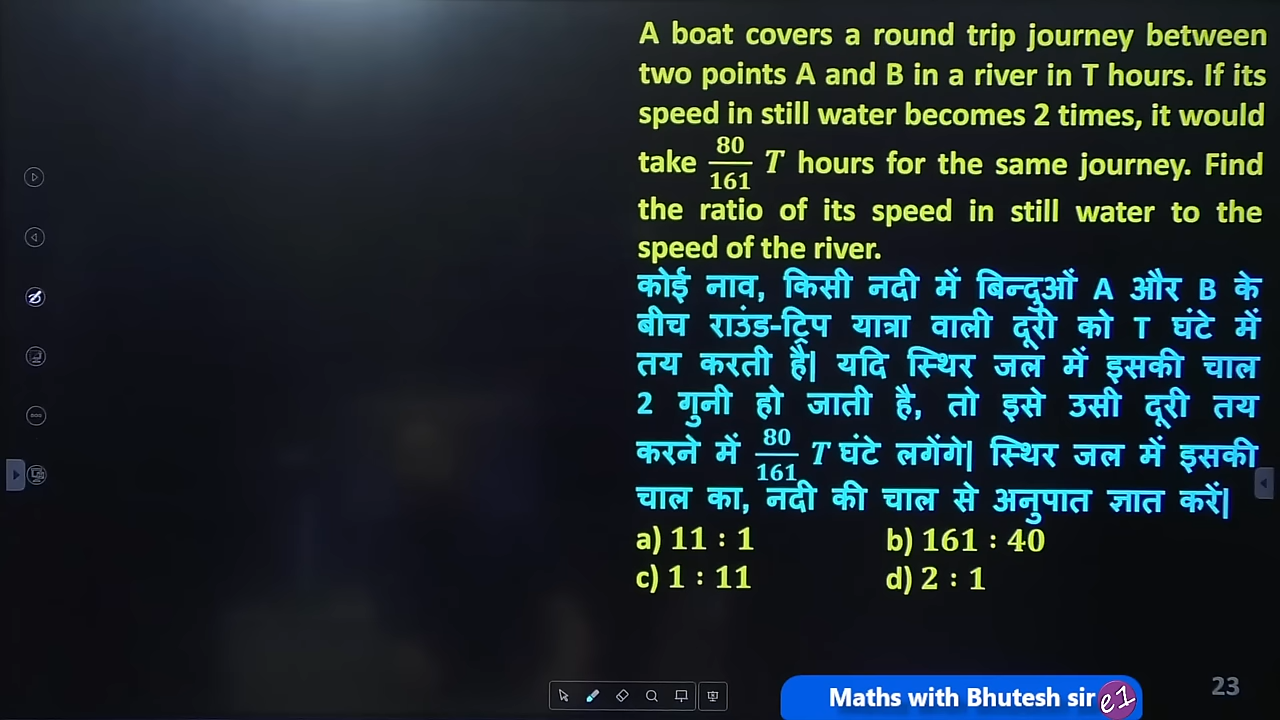 A boat covers a round trip journey between
two points A and B in a river in T hours. If its
speed in still water becomes 2 times, it would
take 80/161 T hours for the same journey. Find
the ratio of its speed in still water to the
speed of the river.
कोई नाव, किसी नदी में बिन्दुओं A और B के
बीच राउंड-ट्रिप यात्रा वाली दूरी को T घंटे में
तय करती है| यदि स्थिर जल में इसकी चाल
2 गुनी हो जाती है, तो इसे उसी दूरी तय
करने में 80/161 T घंटे लगेंगे| स्थिर जल में इसकी
चाल का, नदी की चाल से अनुपात ज्ञात करें|
a) 11 : 1 b) 161 : 40
c) 1 : 11 d) 2 : 1
Maths with Bhutesh sir e1
23